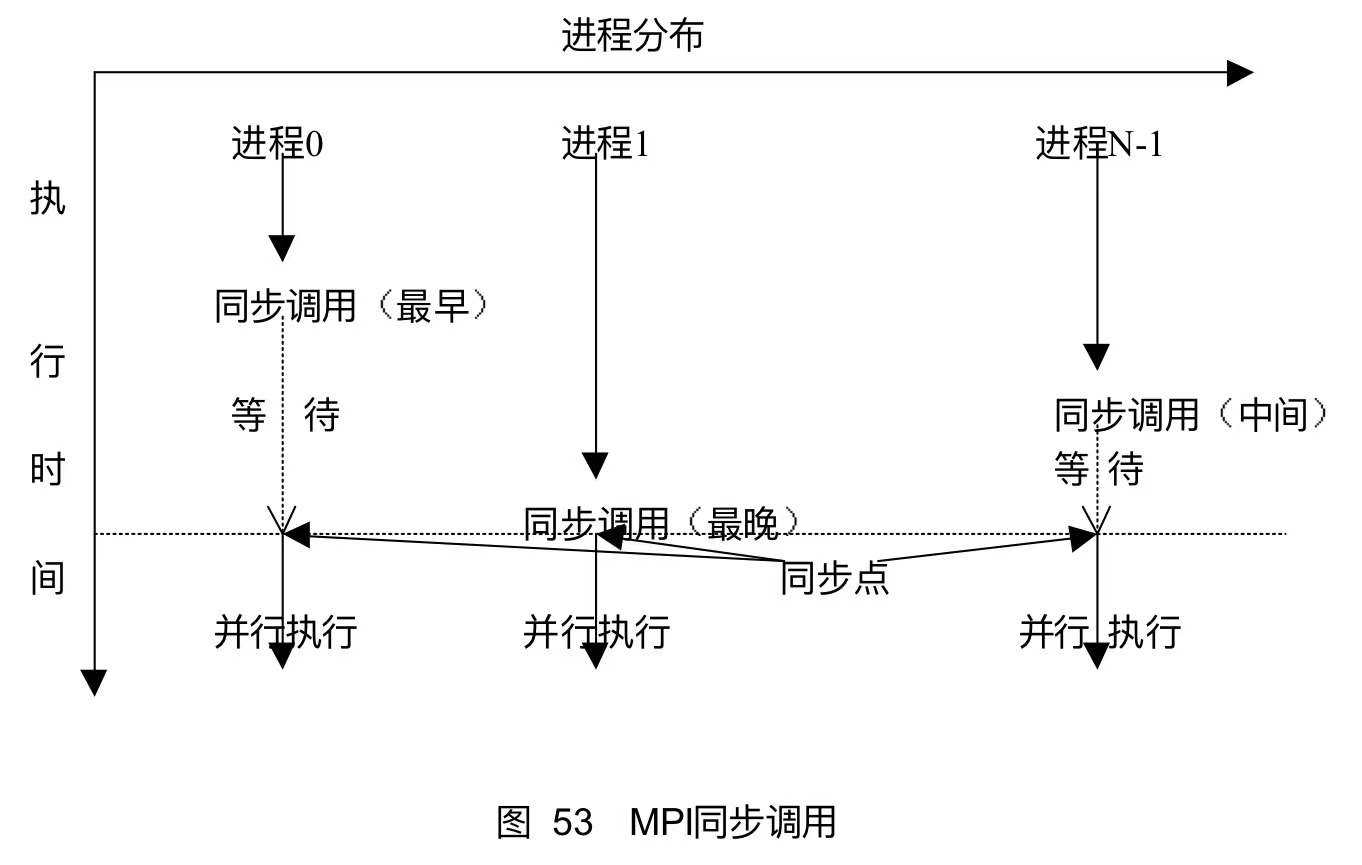 进程分布
进程0 进程1 进程N-1
执
同步调用（最早）
行
等 待 同步调用（中间）
时 等 待
同步调用（最晚）
间 同步点
并行执行 并行执行 并行 执行
图 53 MPI同步调用